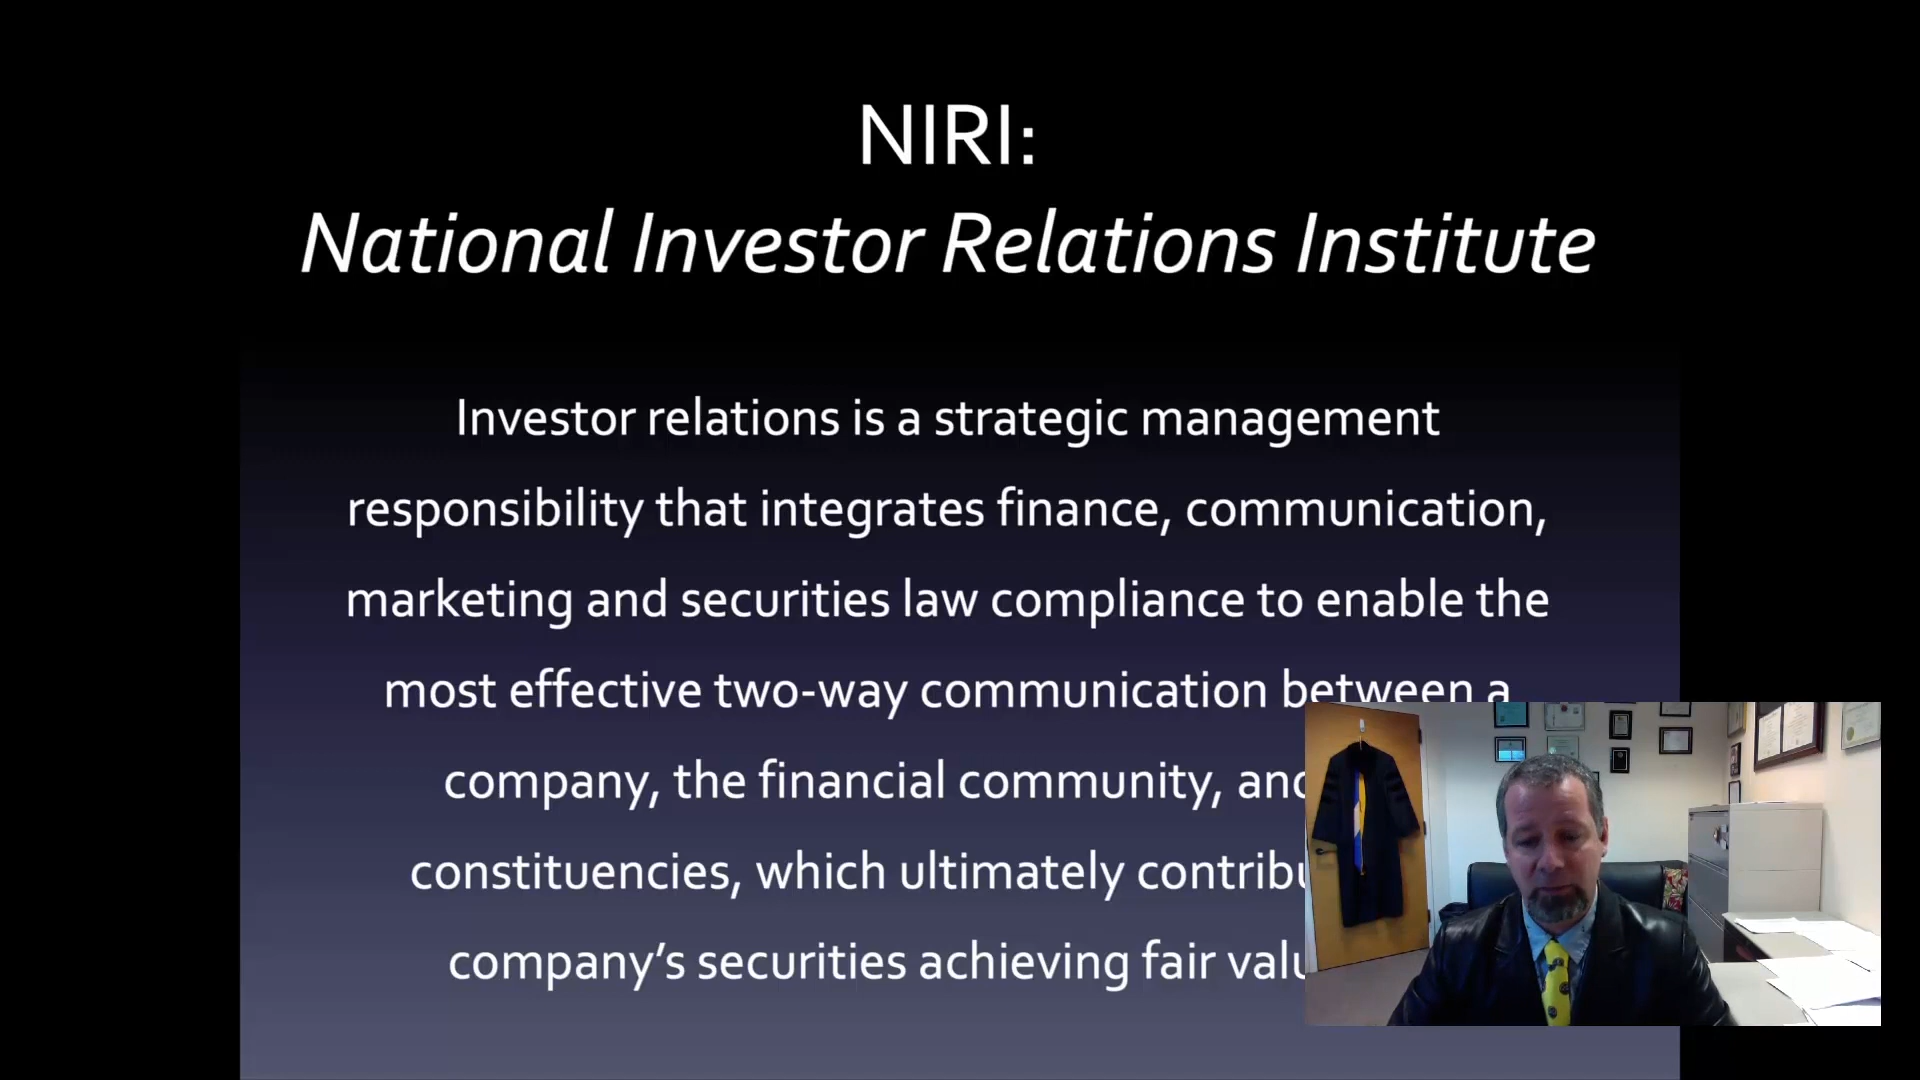 NIRI:
National Investor Relations Institute
Investor relations is a strategic management
responsibility that integrates finance, communication,
marketing and securities law compliance to enable the
most effective two-way communication between a
company, the financial community, and
constituencies, which ultimately
company's securities achieving fair